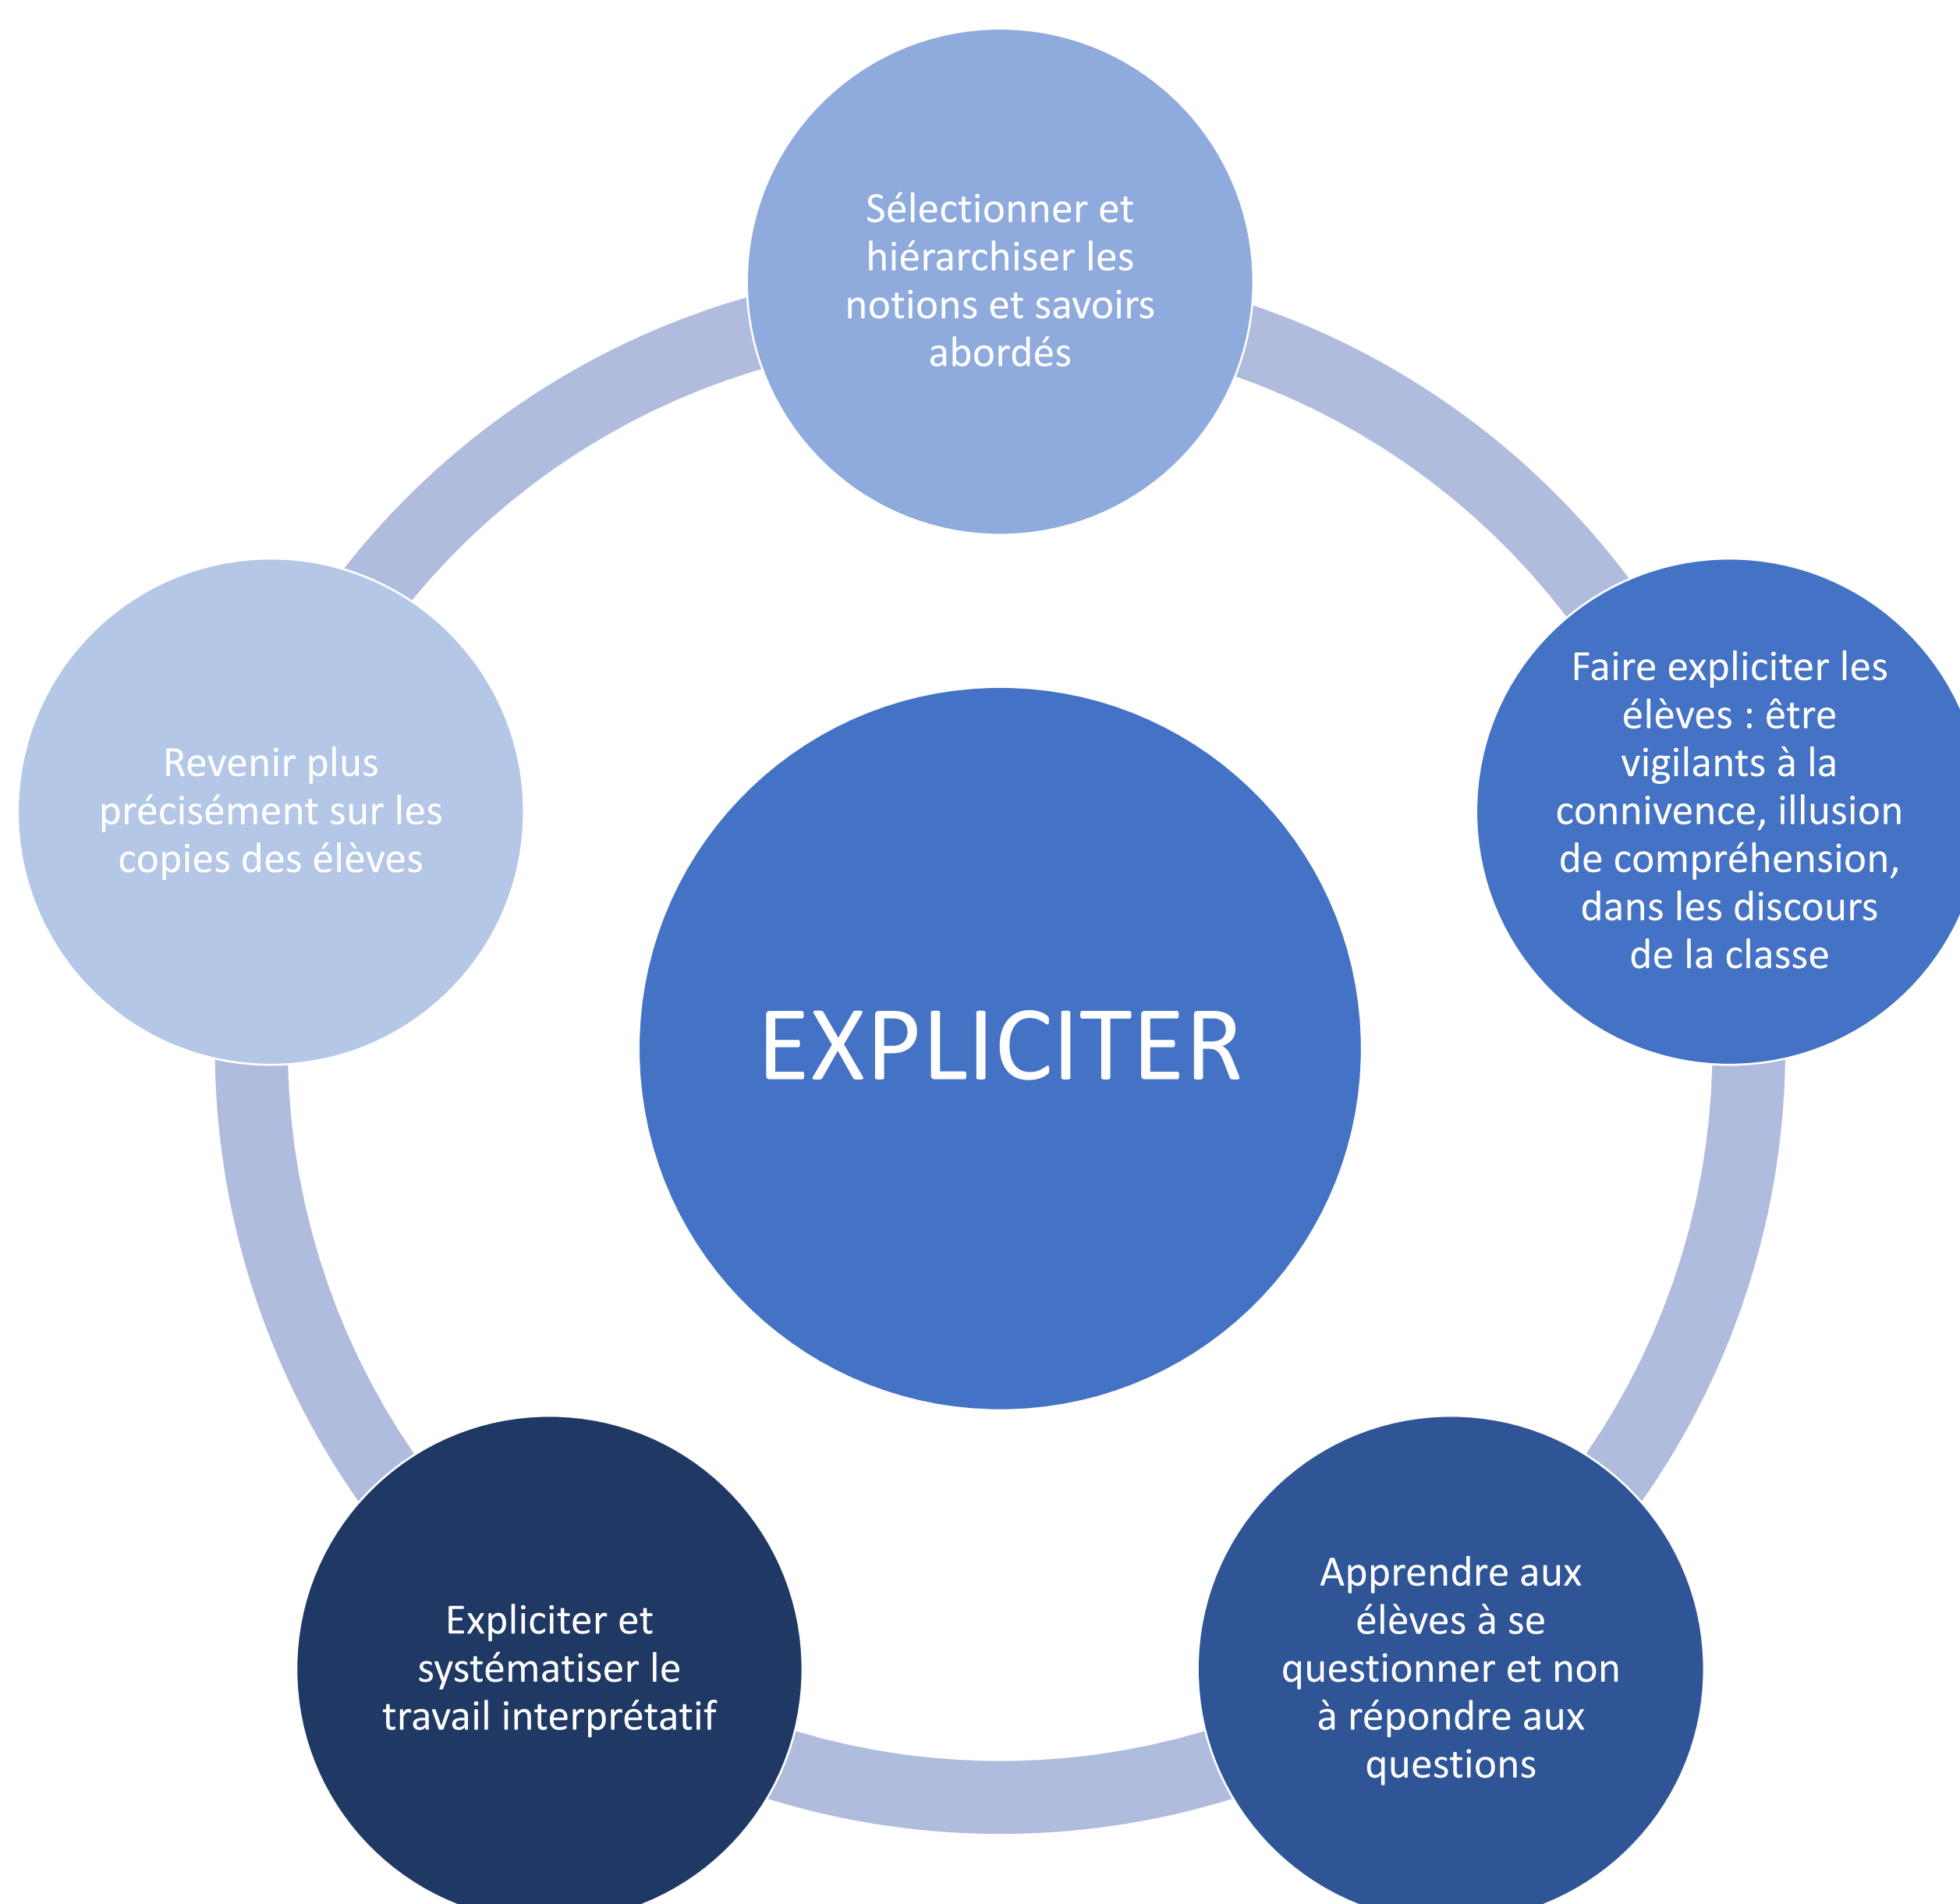 Sélectionner et
hiérarchiser les
notions et savoirs
abordés
Faire expliciter les
élèves : être
vigilants à la
connivence, illusion
de compréhension,
dans les discours
de la classe
Revenir plus
précisément sur les
copies des élèves
EXPLICITER
Apprendre aux
élèves à se
questionner et non
à répondre aux
questions
Expliciter et
systématiser le
travail interprétatif